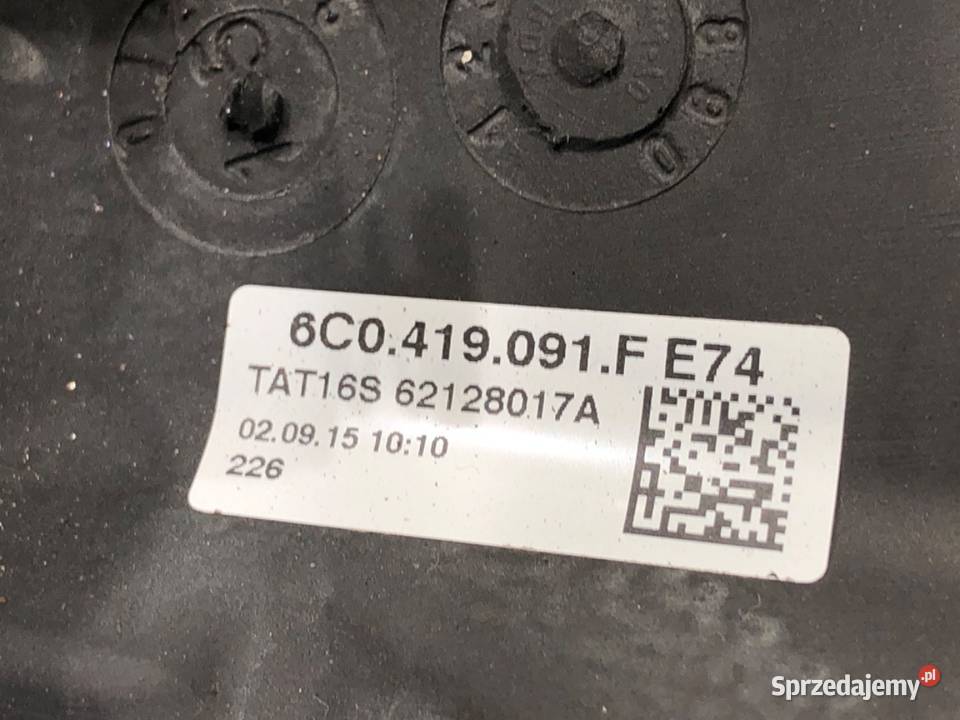 6C0.419.091.F E74
TAT16S 62128017A
02.09.15 10:10
226
Sprzedajemy.pl